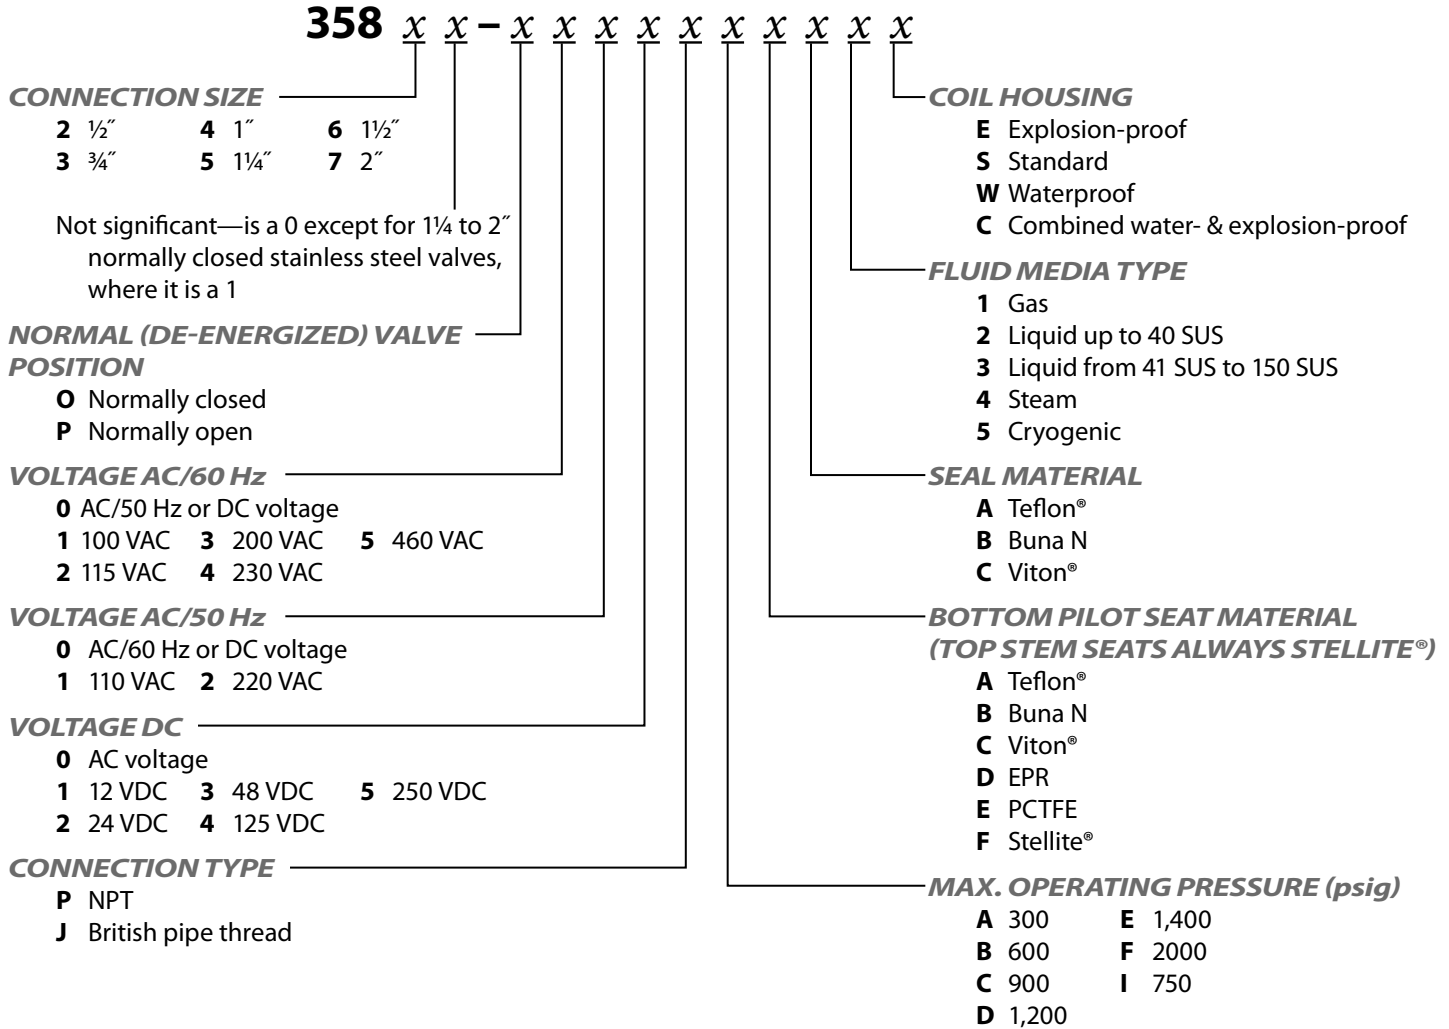 358 x x – x x x x x x x x x x
CONNECTION SIZE
2 ½″ 4 1″ 6 1½″
3 ¾″ 5 1¼″ 7 2″
Not significant—is a 0 except for 1¼ to 2″
normally closed stainless steel valves,
where it is a 1
NORMAL (DE-ENERGIZED) VALVE
POSITION
O Normally closed
P Normally open
VOLTAGE AC/60 Hz
0 AC/50 Hz or DC voltage
1 100 VAC 3 200 VAC 5 460 VAC
2 115 VAC 4 230 VAC
VOLTAGE AC/50 Hz
0 AC/60 Hz or DC voltage
1 110 VAC 2 220 VAC
VOLTAGE DC
0 AC voltage
1 12 VDC 3 48 VDC 5 250 VDC
2 24 VDC 4 125 VDC
CONNECTION TYPE
P NPT
J British pipe thread
COIL HOUSING
E Explosion-proof
S Standard
W Waterproof
C Combined water- & explosion-proof
FLUID MEDIA TYPE
1 Gas
2 Liquid up to 40 SUS
3 Liquid from 41 SUS to 150 SUS
4 Steam
5 Cryogenic
SEAL MATERIAL
A Teflon®
B Buna N
C Viton®
BOTTOM PILOT SEAT MATERIAL
(TOP STEM SEATS ALWAYS STELLITE®)
A Teflon®
B Buna N
C Viton®
D EPR
E PCTFE
F Stellite®
MAX. OPERATING PRESSURE (psig)
A 300 E 1,400
B 600 F 2000
C 900 I 750
D 1,200